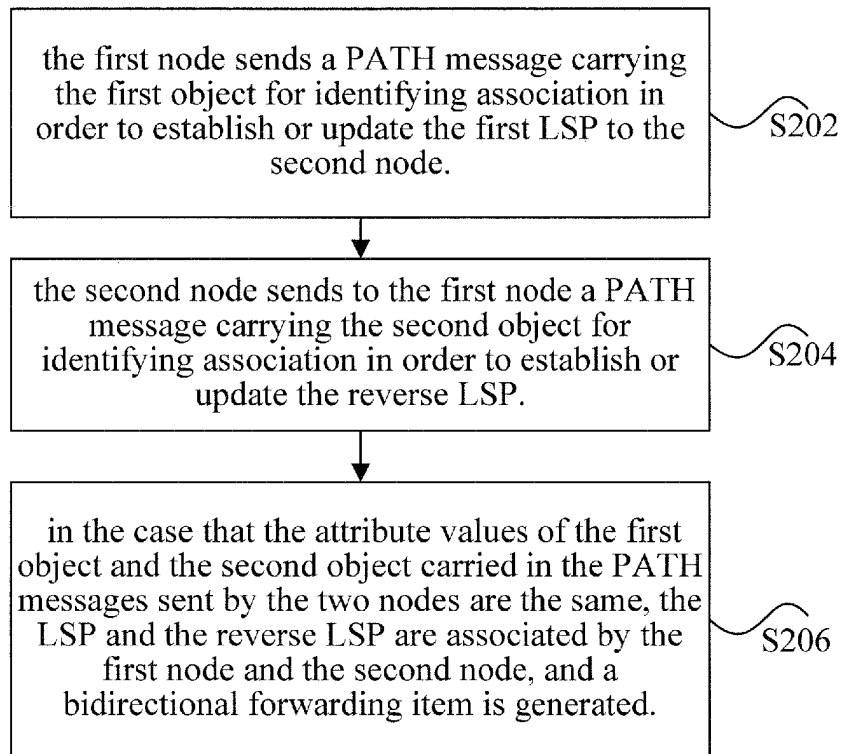 the first node sends a PATH message carrying
the first object for identifying association in
order to establish or update the first LSP to the
second node.
S202
the second node sends to the first node a PATH
message carrying the second object for
identifying association in order to establish or
update the reverse LSP.
S204
in the case that the attribute values of the first
object and the second object carried in the PATH
messages sent by the two nodes are the same, the
LSP and the reverse LSP are associated by the
first node and the second node, and a
bidirectional forwarding item is generated.
S206